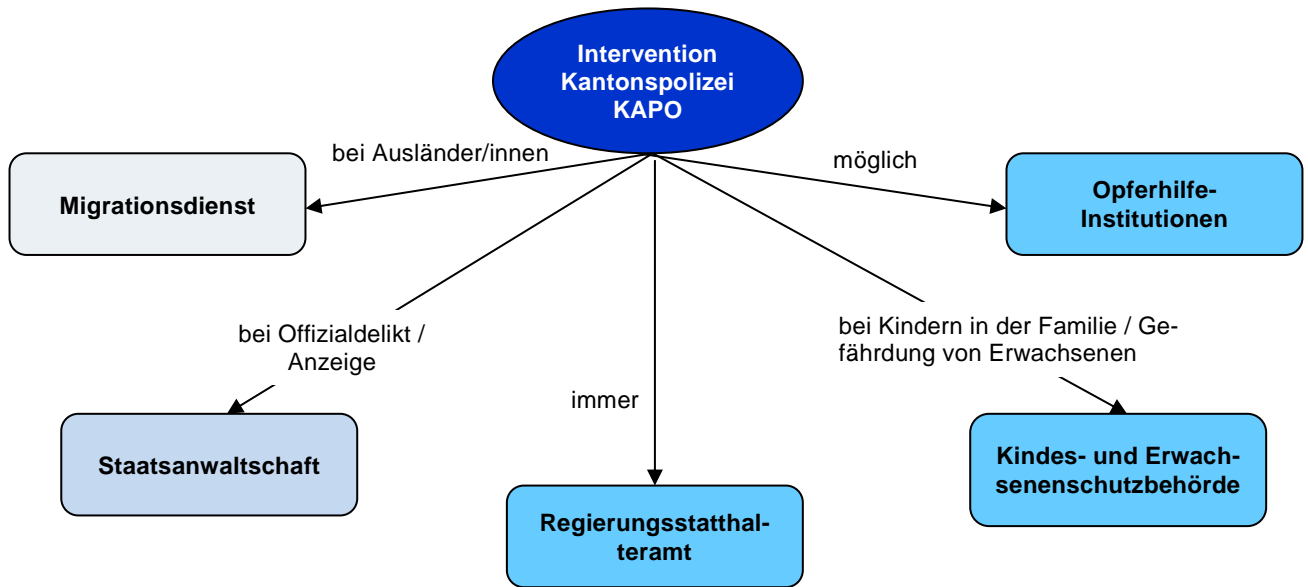 Intervention
Kantonspolizei
KAPO
bei Ausländer/innen
möglich
Migrationsdienst
Opferhilfe-
Institutionen
bei Offizialdelikt /
Anzeige
bei Kindern in der Familie / Ge-
fährdung von Erwachsenen
immer
Staatsanwaltschaft
Kindes- und Erwach-
senenschutzbehörde
Regierungsstatthal-
teramt